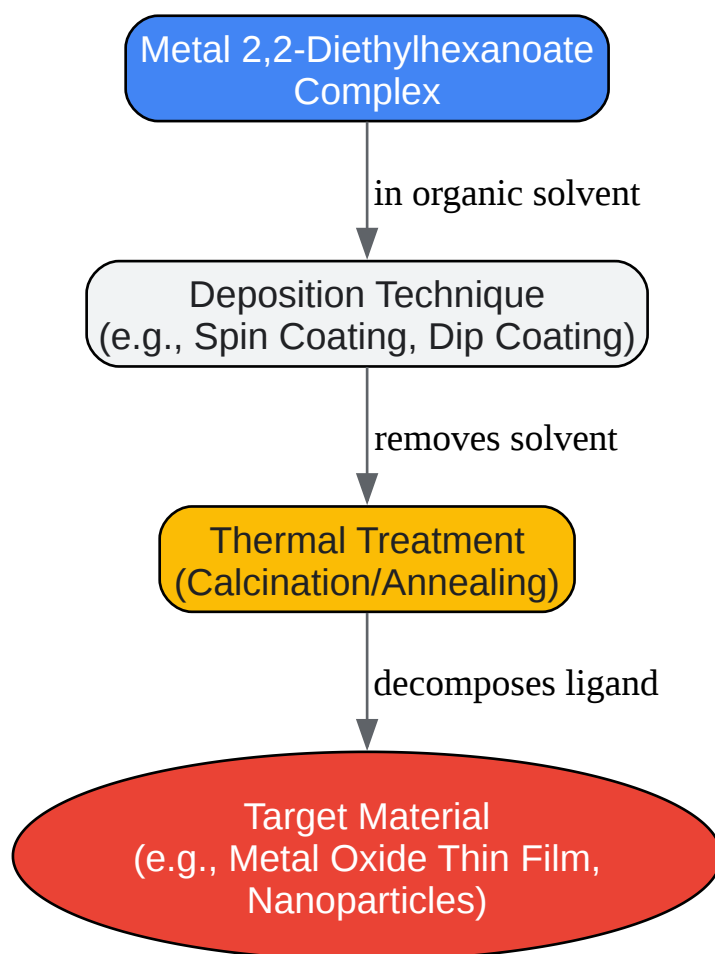 Metal 2,2-Diethylhexanoate
Complex
in organic solvent
Deposition Technique
(e.g., Spin Coating, Dip Coating)
removes solvent
Thermal Treatment
(Calcination/Annealing)
decomposes ligand
Target Material
(e.g., Metal Oxide Thin Film,
Nanoparticles)